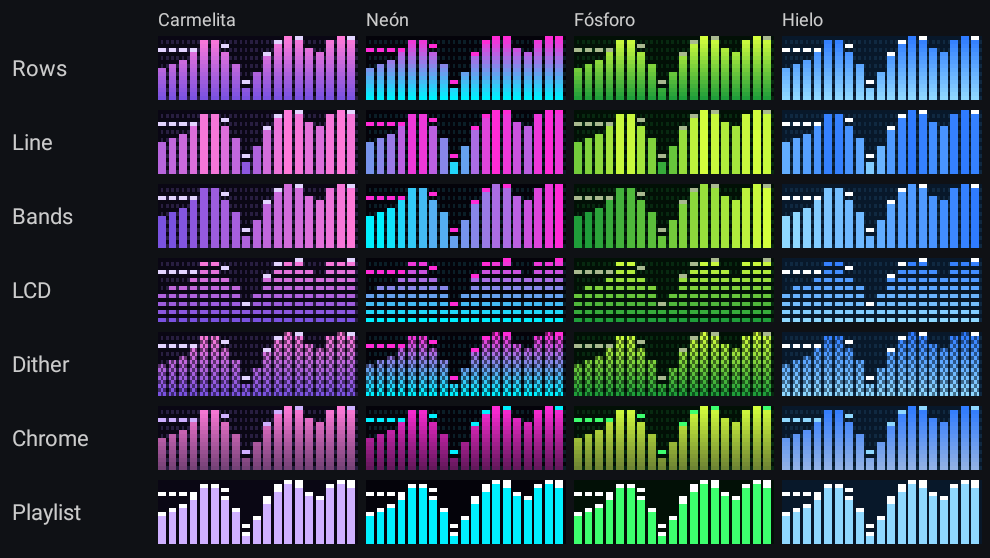 Carmelita Neón Fósforo Hielo
Rows
Line
Bands
LCD
Dither
Chrome
Playlist